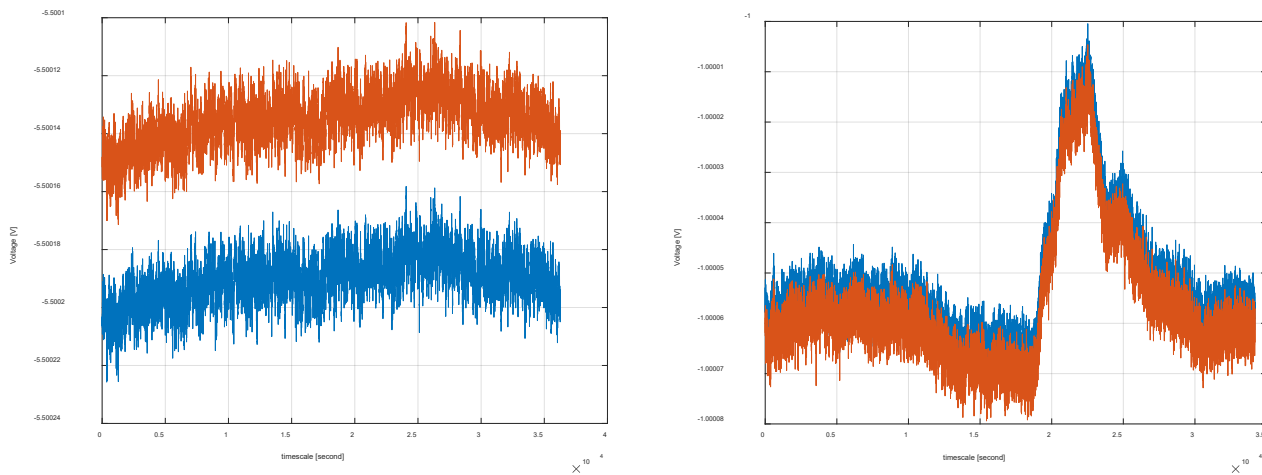 -5.5001
-5.50012
-5.50014
-5.50016
-5.50018
-5.5002
-5.50022
-5.50024
Voltage [V]
0 0.5 1 1.5 2 2.5 3 3.5 4
timescale [second]
× 10 4
-1
-1.00001
-1.00002
-1.00003
-1.00004
-1.00005
-1.00006
-1.00007
-1.00008
Voltage [V]
0 0.5 1 1.5 2 2.5 3 3.5
timescale [second]
× 10 4